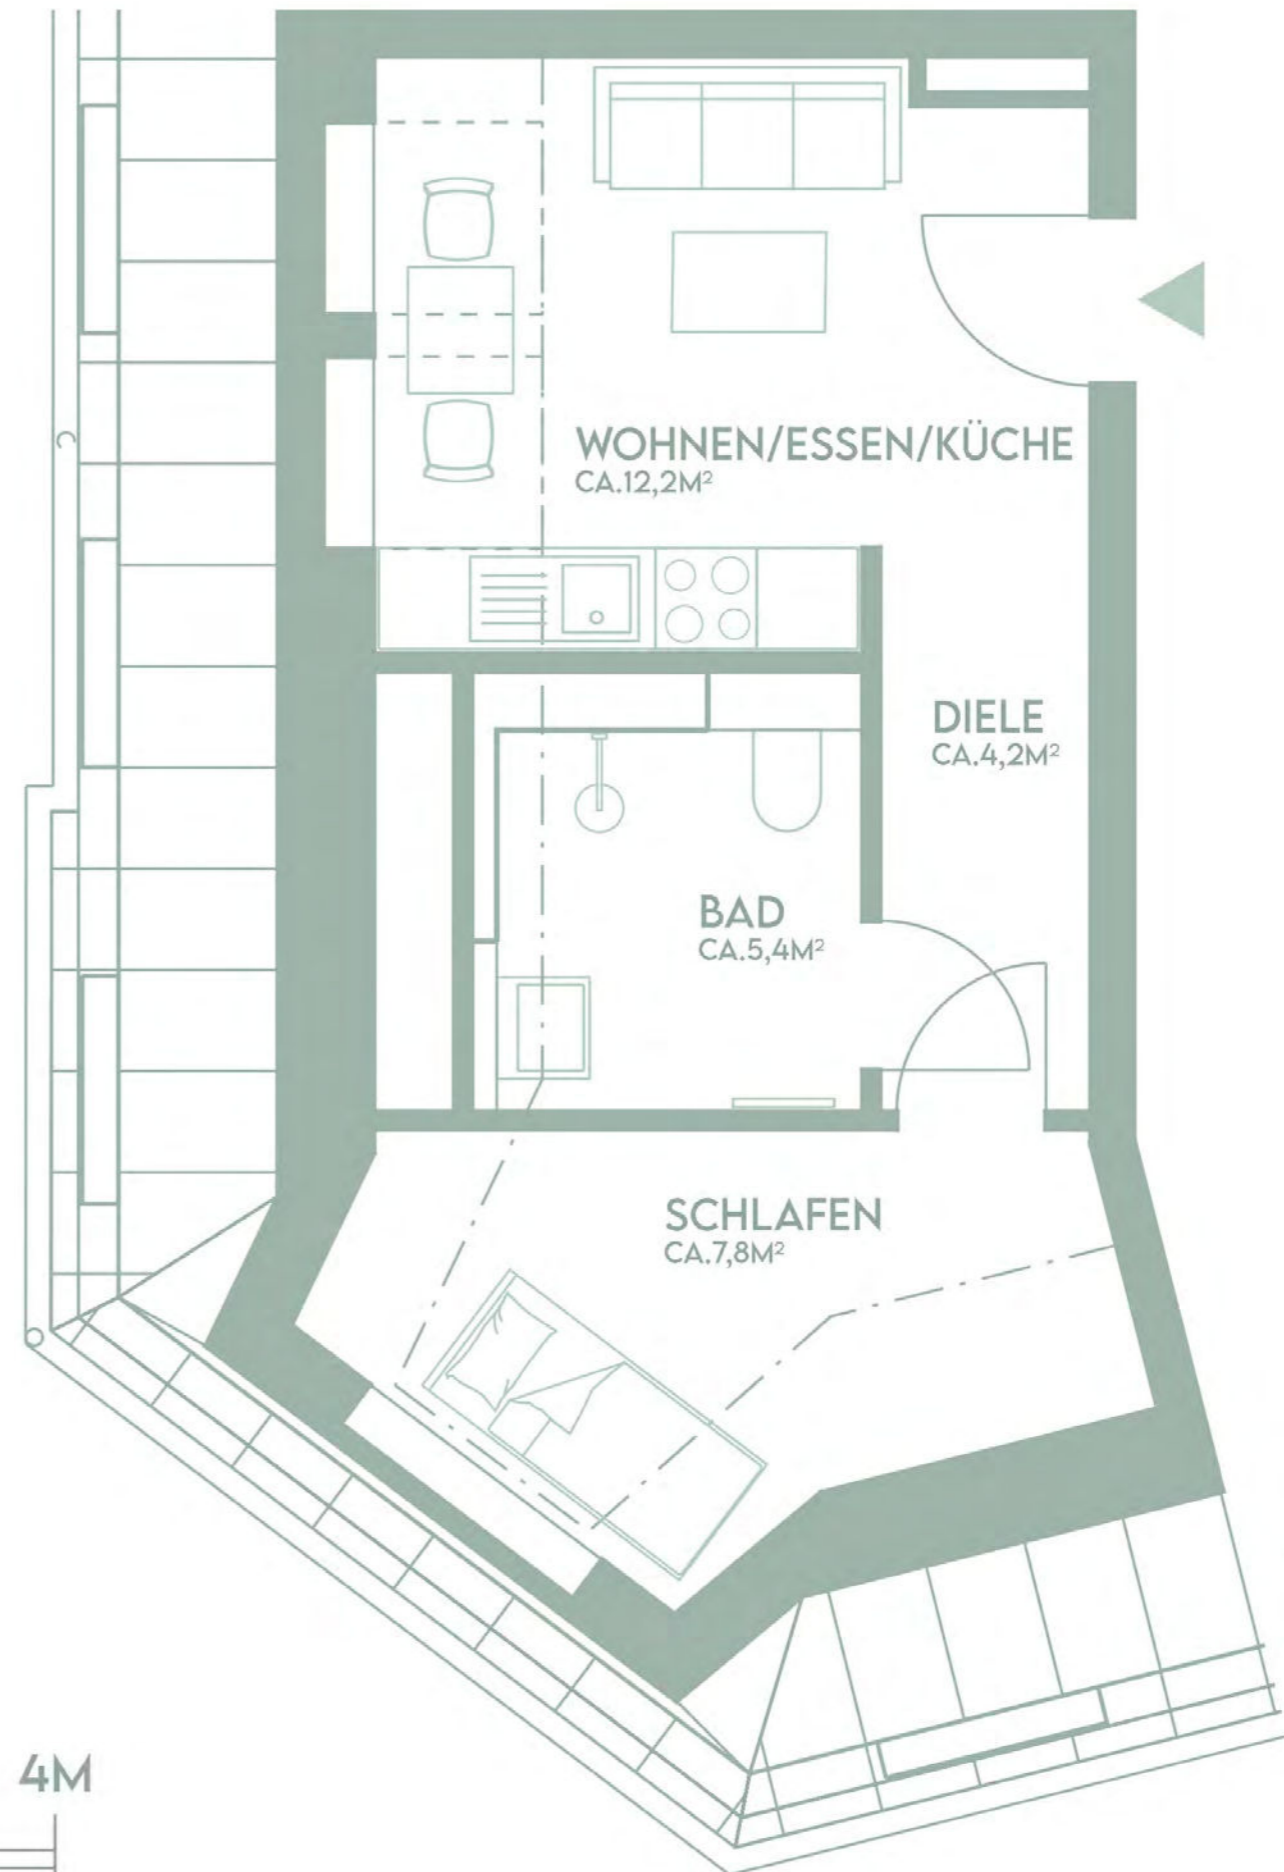 WOHNEN/ESSEN/KÜCHE
CA.12,2M²
DIELE
CA.4,2M²
BAD
CA.5,4M²
SCHLAFEN
CA.7,8M²
4M